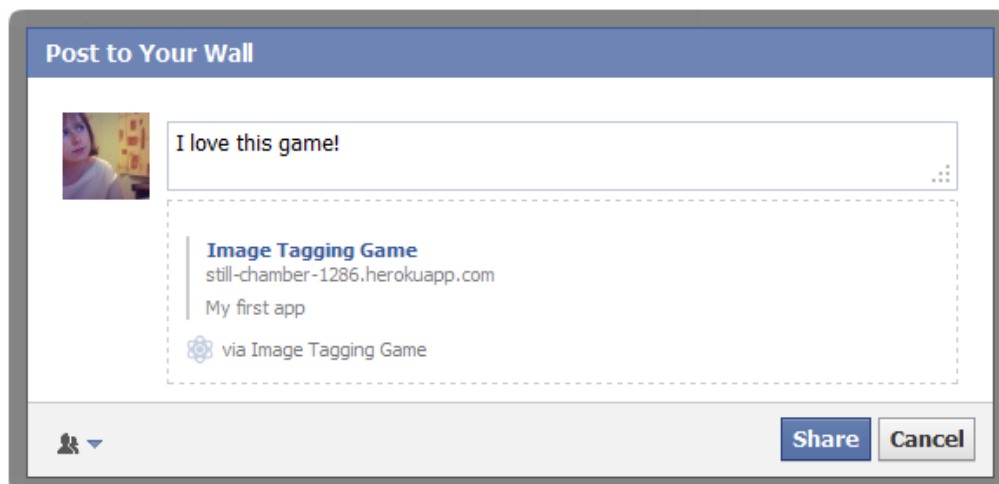 Post to Your Wall
I love this game!
Image Tagging Game
still-chamber-1286.herokuapp.com
My first app
via Image Tagging Game
Share Cancel